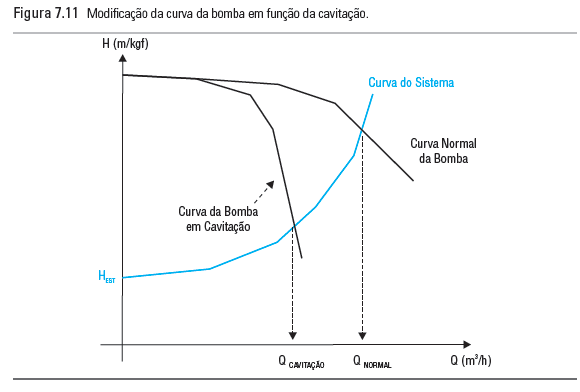 Figura 7.11 Modificação da curva da bomba em função da cavitação.
H (m/kgf)
Curva do Sistema
Curva Normal
da Bomba
Curva da Bomba
em Cavitação
HEST
Q CAVITAÇÃO
Q NORMAL
Q (m³/h)